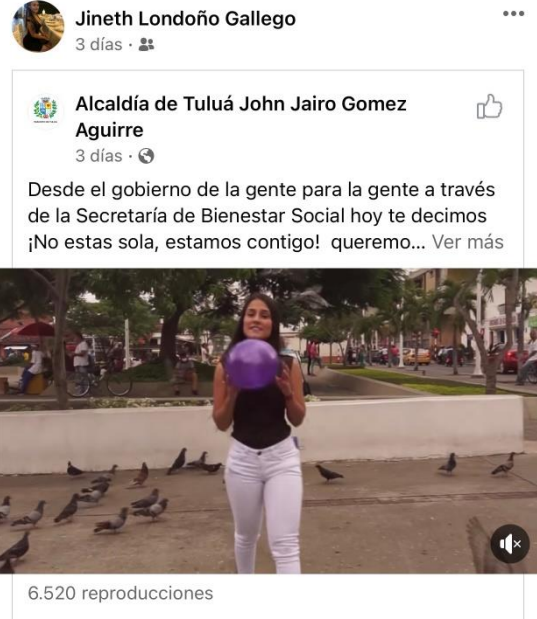 Jineth Londoño Gallego
3 días ·
Alcaldía de Tuluá John Jairo Gomez
Aguirre
3 días ·
Desde el gobierno de la gente para la gente a través
de la Secretaría de Bienestar Social hoy te decimos
¡No estas sola, estamos contigo! queremo... Ver más
6.520 reproducciones